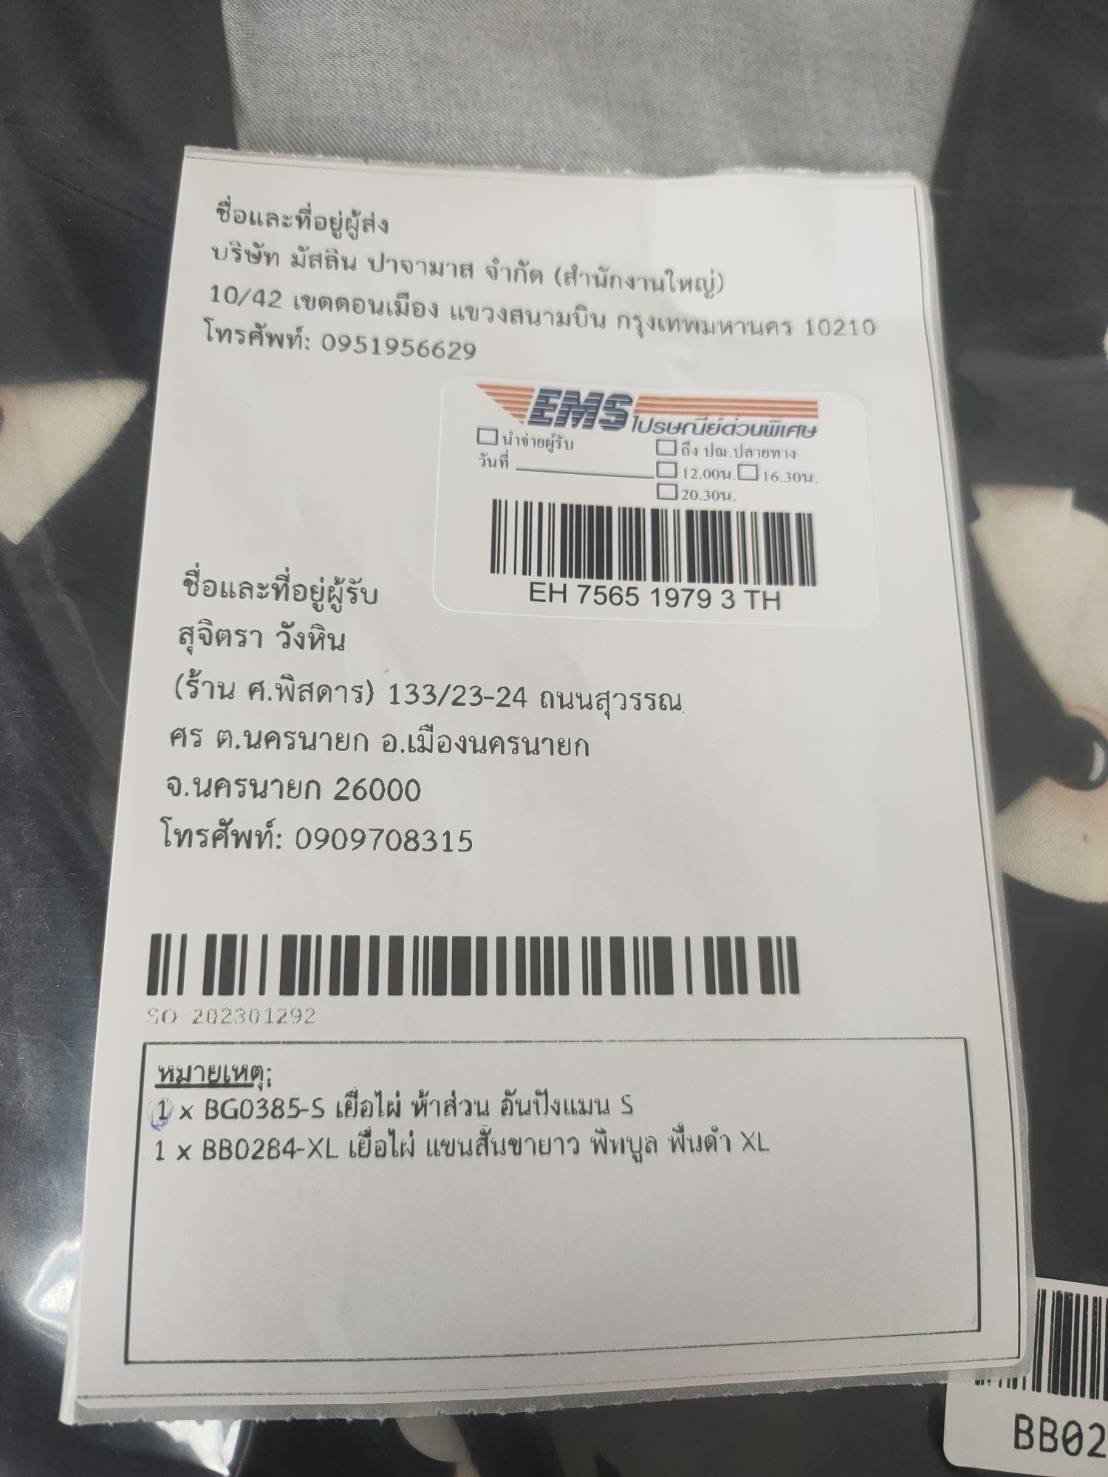 ชื่อและที่อยู่ผู้ส่ง
บริษัท มัสลิน ปาจามาส จำกัด (สำนักงานใหญ่)
10/42 เขตดอนเมือง แขวงสนามบิน กรุงเทพมหานคร 10210
โทรศัพท์: 0951956629
EMS ไปรษณีย์ด่วนพิเศษ
นำจ่ายผู้รับ ถึง ปณ.ปลายทาง
วันที่ 12.00น. 16.30น.
20.30น.
EH 7565 1979 3 TH
ชื่อและที่อยู่ผู้รับ
สุจิตรา วังหิน
(ร้าน ศ.พิสดาร) 133/23-24 ถนนสุวรรณ
ศร ต.นครนายก อ.เมืองนครนายก
จ.นครนายก 26000
โทรศัพท์: 0909708315
SO-202301292
หมายเหตุ:
1 x BG0385-S เยื่อไผ่ ห้าส่วน อันปังแมน S
1 x BB0284-XL เยื่อไผ่ แขนสั้นขายาว พิพบูล พื้นดำ XL
BB02